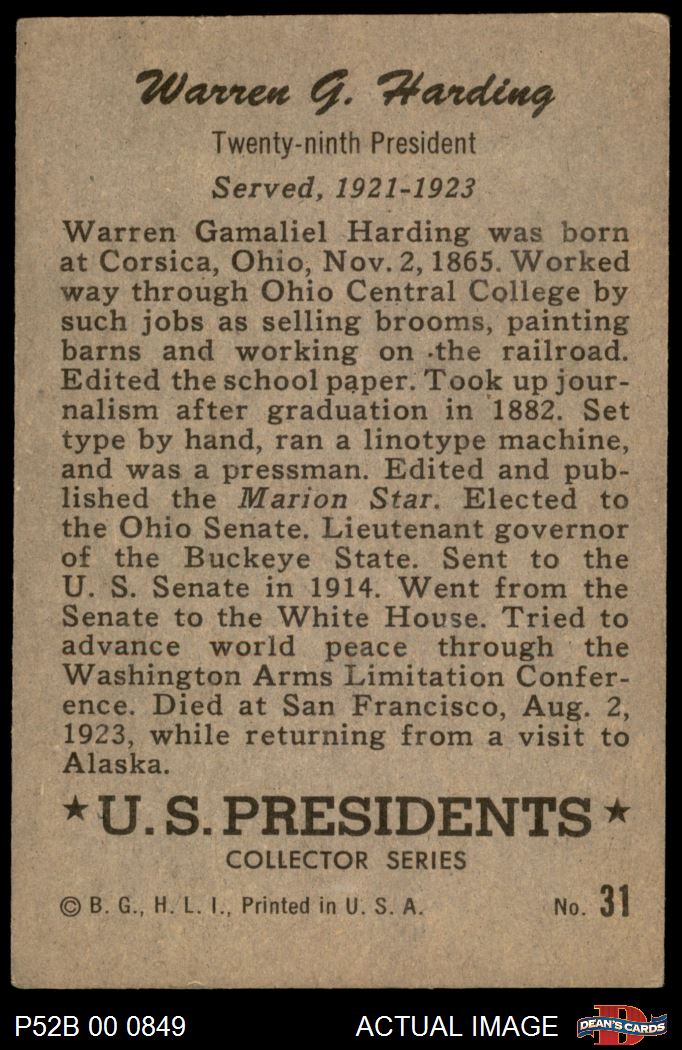 Warren G. Harding
Twenty-ninth President
Served, 1921-1923
Warren Gamaliel Harding was born
at Corsica, Ohio, Nov. 2, 1865. Worked
way through Ohio Central College by
such jobs as selling brooms, painting
barns and working on the railroad.
Edited the school paper. Took up jour-
nalism after graduation in 1882. Set
type by hand, ran a linotype machine,
and was a pressman. Edited and pub-
lished the Marion Star. Elected to
the Ohio Senate. Lieutenant governor
of the Buckeye State. Sent to the
U. S. Senate in 1914. Went from the
Senate to the White House. Tried to
advance world peace through the
Washington Arms Limitation Confer-
ence. Died at San Francisco, Aug. 2,
1923, while returning from a visit to
Alaska.
★ U.S. PRESIDENTS ★
COLLECTOR SERIES
© B. G., H. L. I., Printed in U. S. A. No. 31
P52B 00 0849 ACTUAL IMAGE D DEAN'S CARDS